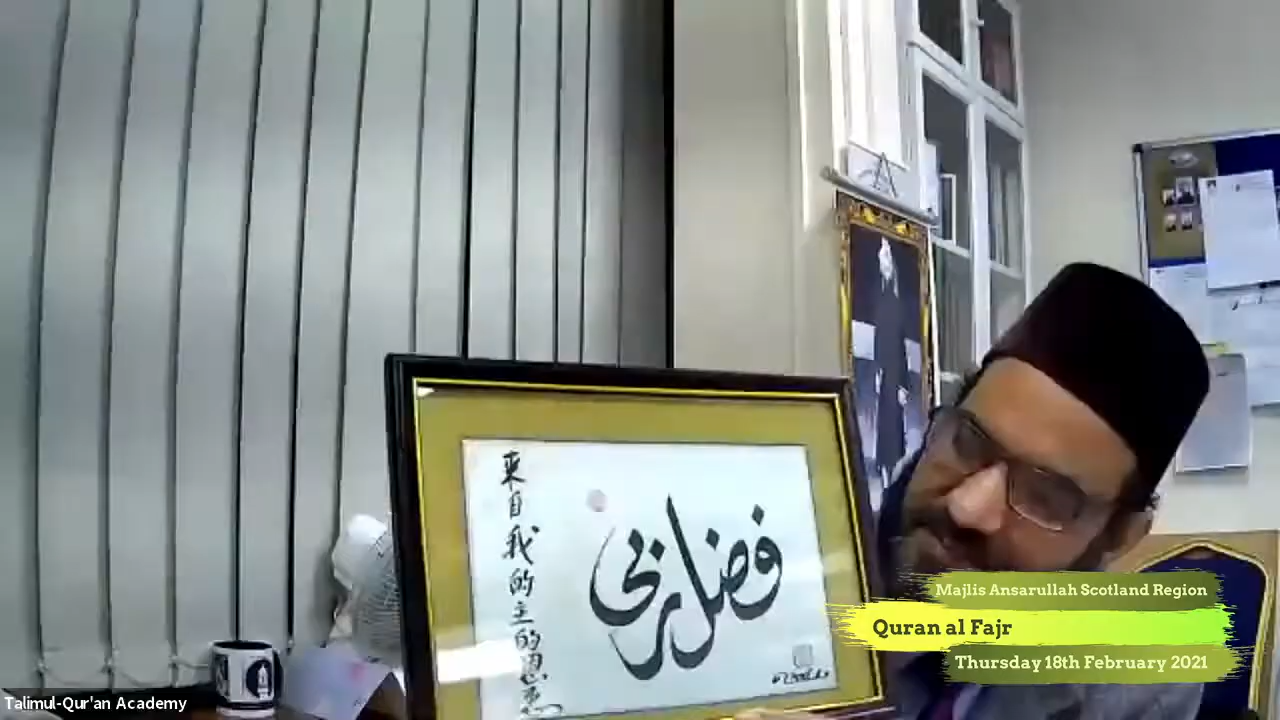 來自我的主的恩惠
فضل ربي
Majlis Ansarullah Scotland Region
Quran al Fajr
Thursday 18th February 2021
Talimul-Qur'an Academy